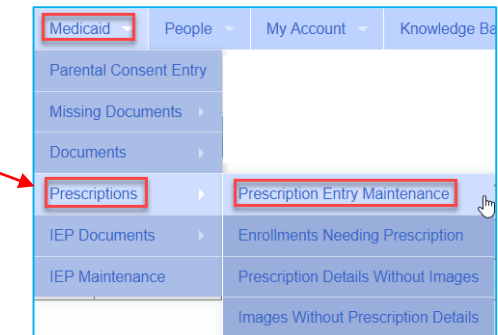 Medicaid People My Account Knowledge Ba
Parental Consent Entry
Missing Documents
Documents
Prescriptions Prescription Entry Maintenance
IEP Documents Enrollments Needing Prescription
IEP Maintenance Prescription Details Without Images
Images Without Prescription Details